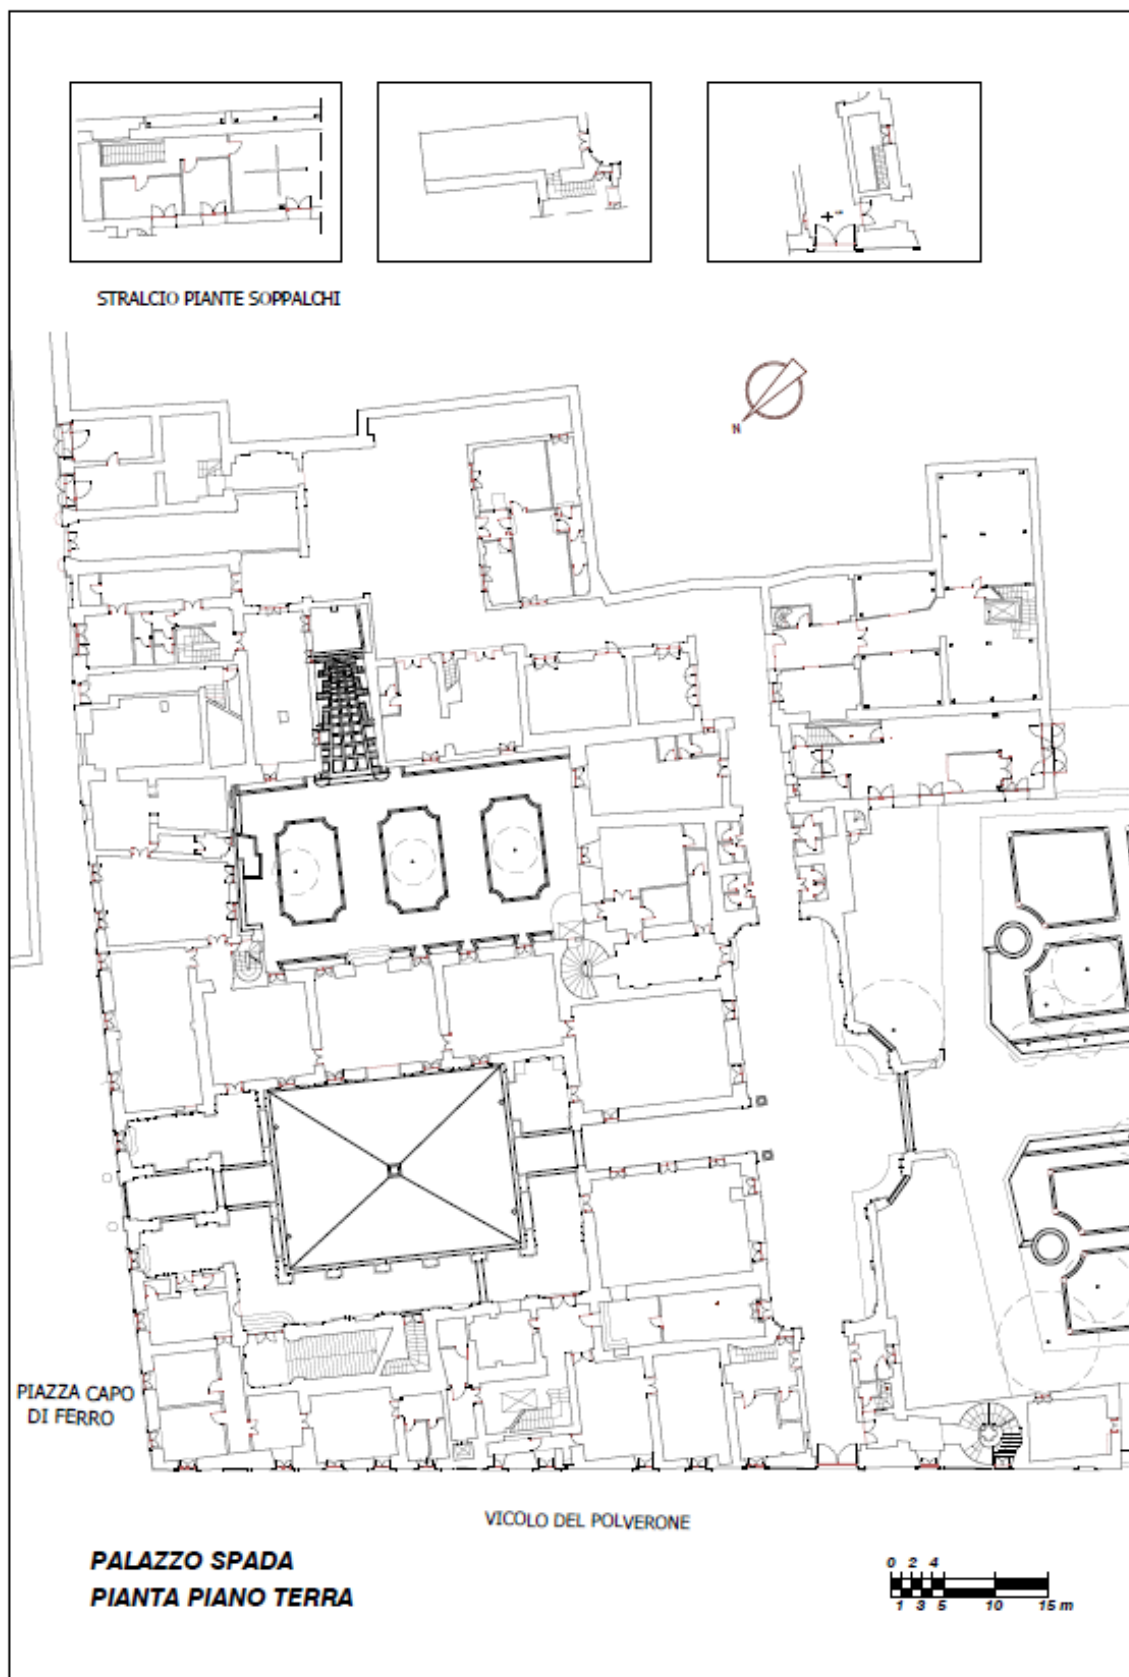 STRALCIO PIANTE SOPPALCHI
N
PIAZZA CAPO
DI FERRO
VICOLO DEL POLVERONE
PALAZZO SPADA
PIANTA PIANO TERRA
0 2 4
1 3 5 10 15 m